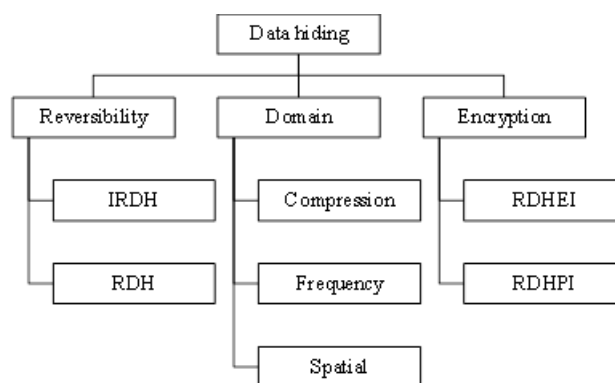 Data hiding
Reversibility
Domain
Encryption
IRDH
Compression
RDHEI
RDH
Frequency
RDHPI
Spatial